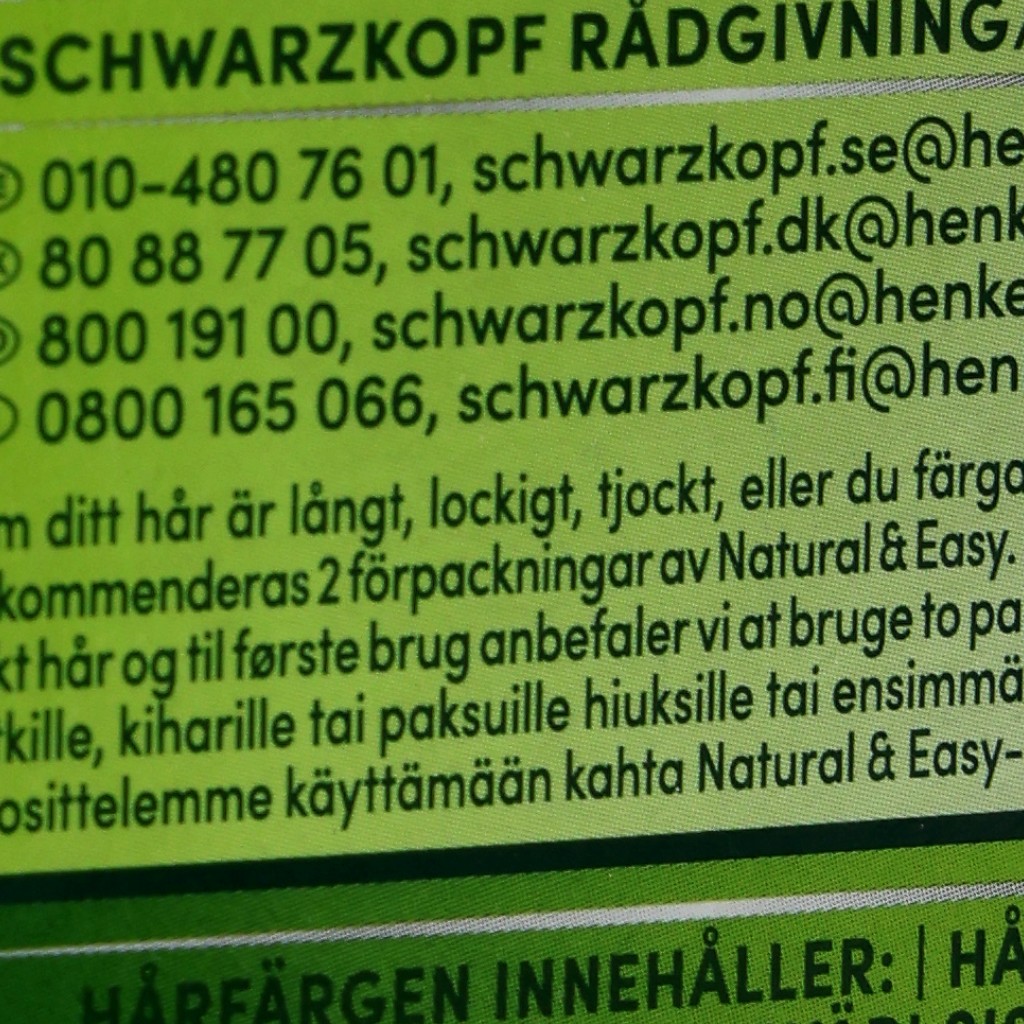 SCHWARZKOPF RÅDGIVNING
010-480 76 01, schwarzkopf.se@he
80 88 77 05, schwarzkopf.dk@henk
800 191 00, schwarzkopf.no@henke
0800 165 066, schwarzkopf.fi@hen
m ditt hår är långt, lockigt, tjockt, eller du färga
kommenderas 2 förpackningar av Natural & Easy.
kt hår og til første brug anbefaler vi at bruge to pa
kille, kiharille tai paksuille hiuksille tai ensimmä
osittelemme käyttämään kahta Natural & Easy-
HÅRFÄRGEN INNEHÅLLER: | HÅ